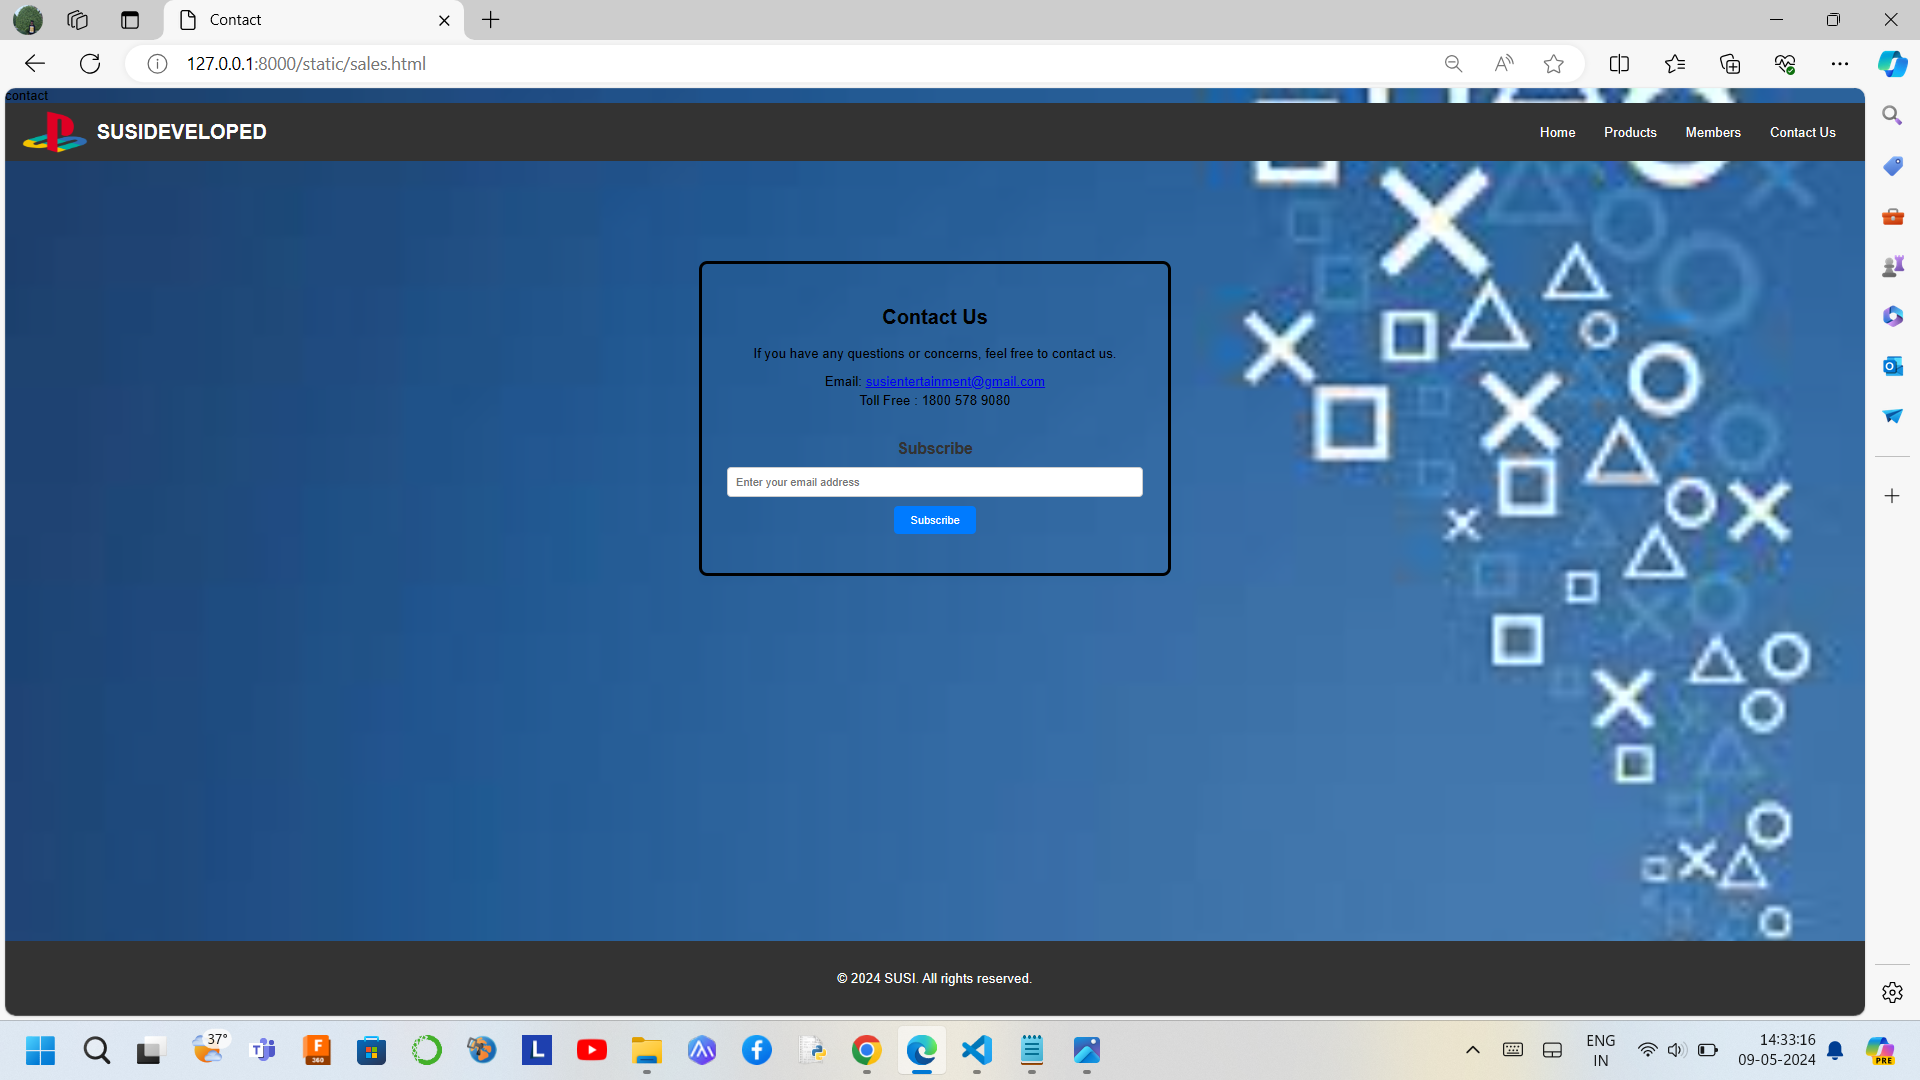 Contact
127.0.0.1:8000/static/sales.html
contact
SUSIDEVELOPED
Home Products Members Contact Us
Contact Us
If you have any questions or concerns, feel free to contact us.
Email: susientertainment@gmail.com
Toll Free : 1800 578 9080
Subscribe
Enter your email address
Subscribe
© 2024 SUSI. All rights reserved.
37°
F
360
L
ENG
IN
14:33:16
09-05-2024
PRE